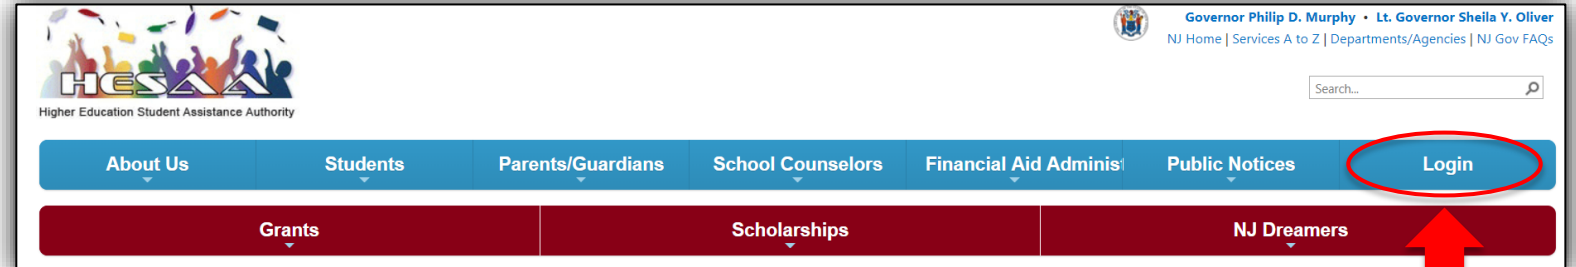 HESAA
Higher Education Student Assistance Authority
Governor Philip D. Murphy • Lt. Governor Sheila Y. Oliver
NJ Home | Services A to Z | Departments/Agencies | NJ Gov FAQs
Search...
About Us Students Parents/Guardians School Counselors Financial Aid Administ Public Notices Login
Grants Scholarships NJ Dreamers